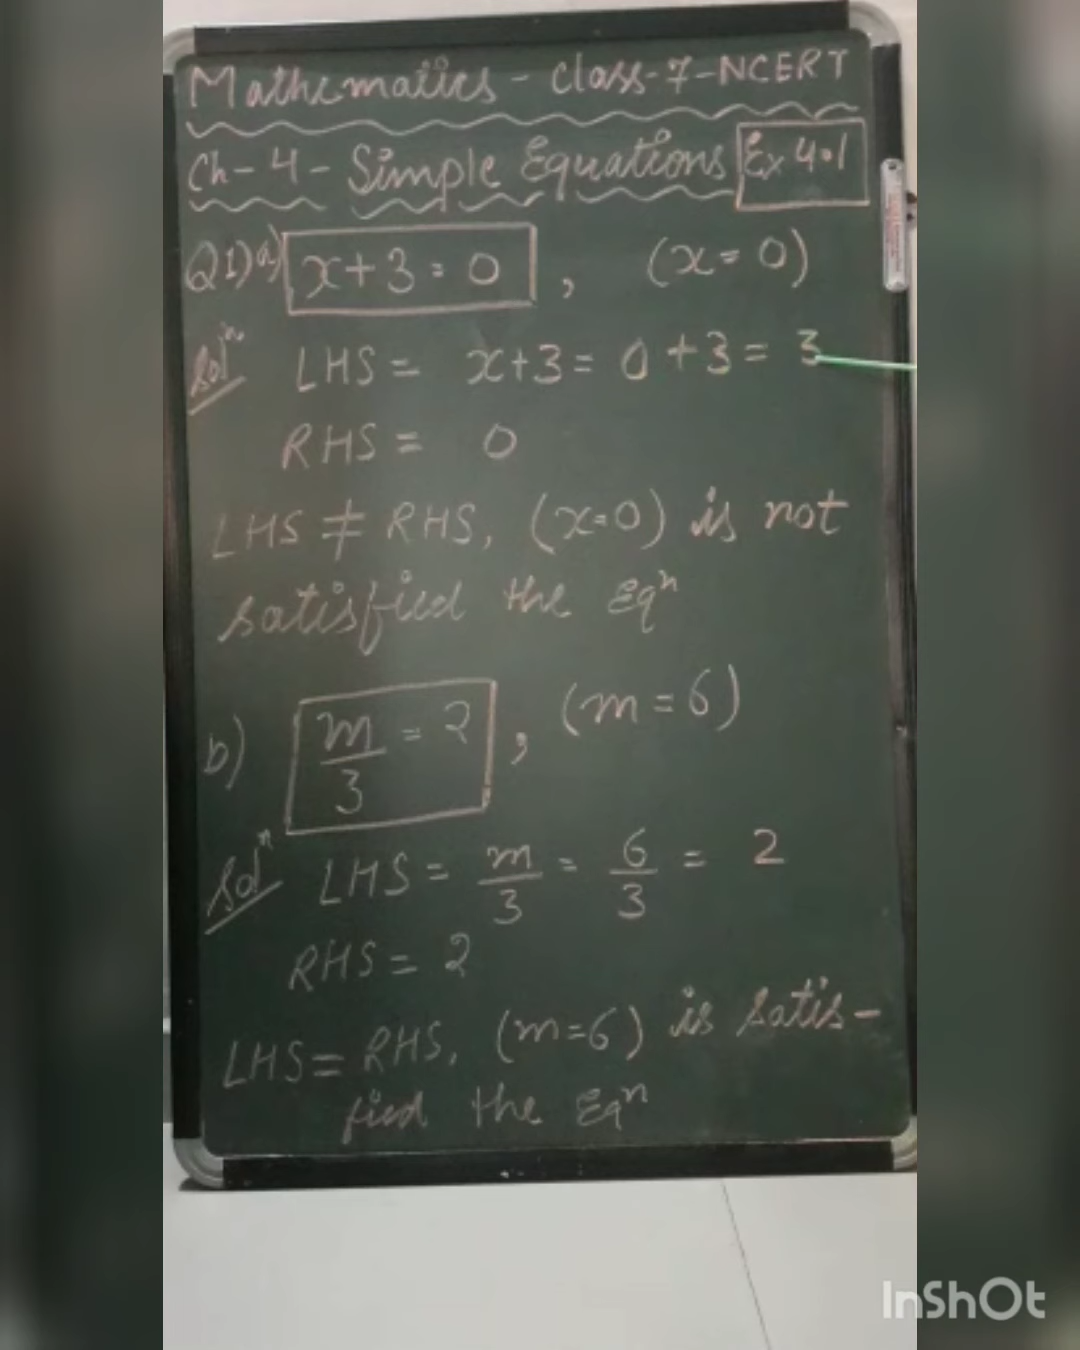 Mathematics - Class-7-NCERT
Ch-4- Simple Equations Ex 4.1
Q1)a) x+3=0 , (x=0)
Solⁿ LHS = x+3 = 0+3 = 3
RHS = 0
LHS ≠ RHS, (x=0) is not
satisfied the Eqⁿ
b) m/3 = 2 , (m=6)
Solⁿ LHS = m/3 = 6/3 = 2
RHS = 2
LHS = RHS, (m=6) is satis-
fied the Eqⁿ
InShOt